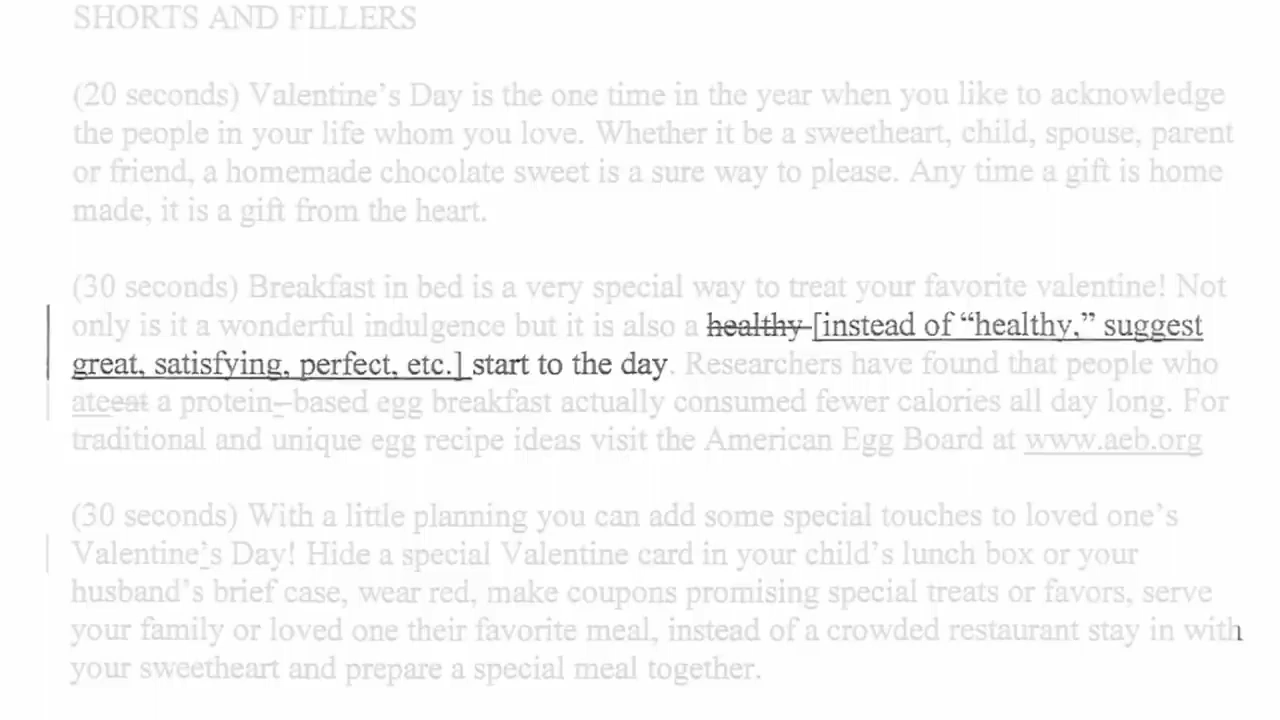 SHORTS AND FILLERS
(20 seconds) Valentine's Day is the one time in the year when you like to acknowledge
the people in your life whom you love. Whether it be a sweetheart, child, spouse, parent
or friend, a homemade chocolate sweet is a sure way to please. Any time a gift is home
made, it is a gift from the heart.
(30 seconds) Breakfast in bed is a very special way to treat your favorite valentine! Not
only is it a wonderful indulgence but it is also a healthy [instead of “healthy,” suggest
great, satisfying, perfect, etc.] start to the day. Researchers have found that people who
ateeat a protein-–based egg breakfast actually consumed fewer calories all day long. For
traditional and unique egg recipe ideas visit the American Egg Board at www.aeb.org
(30 seconds) With a little planning you can add some special touches to loved one's
Valentine's Day! Hide a special Valentine card in your child's lunch box or your
husband's brief case, wear red, make coupons promising special treats or favors, serve
your family or loved one their favorite meal, instead of a crowded restaurant stay in with
your sweetheart and prepare a special meal together.